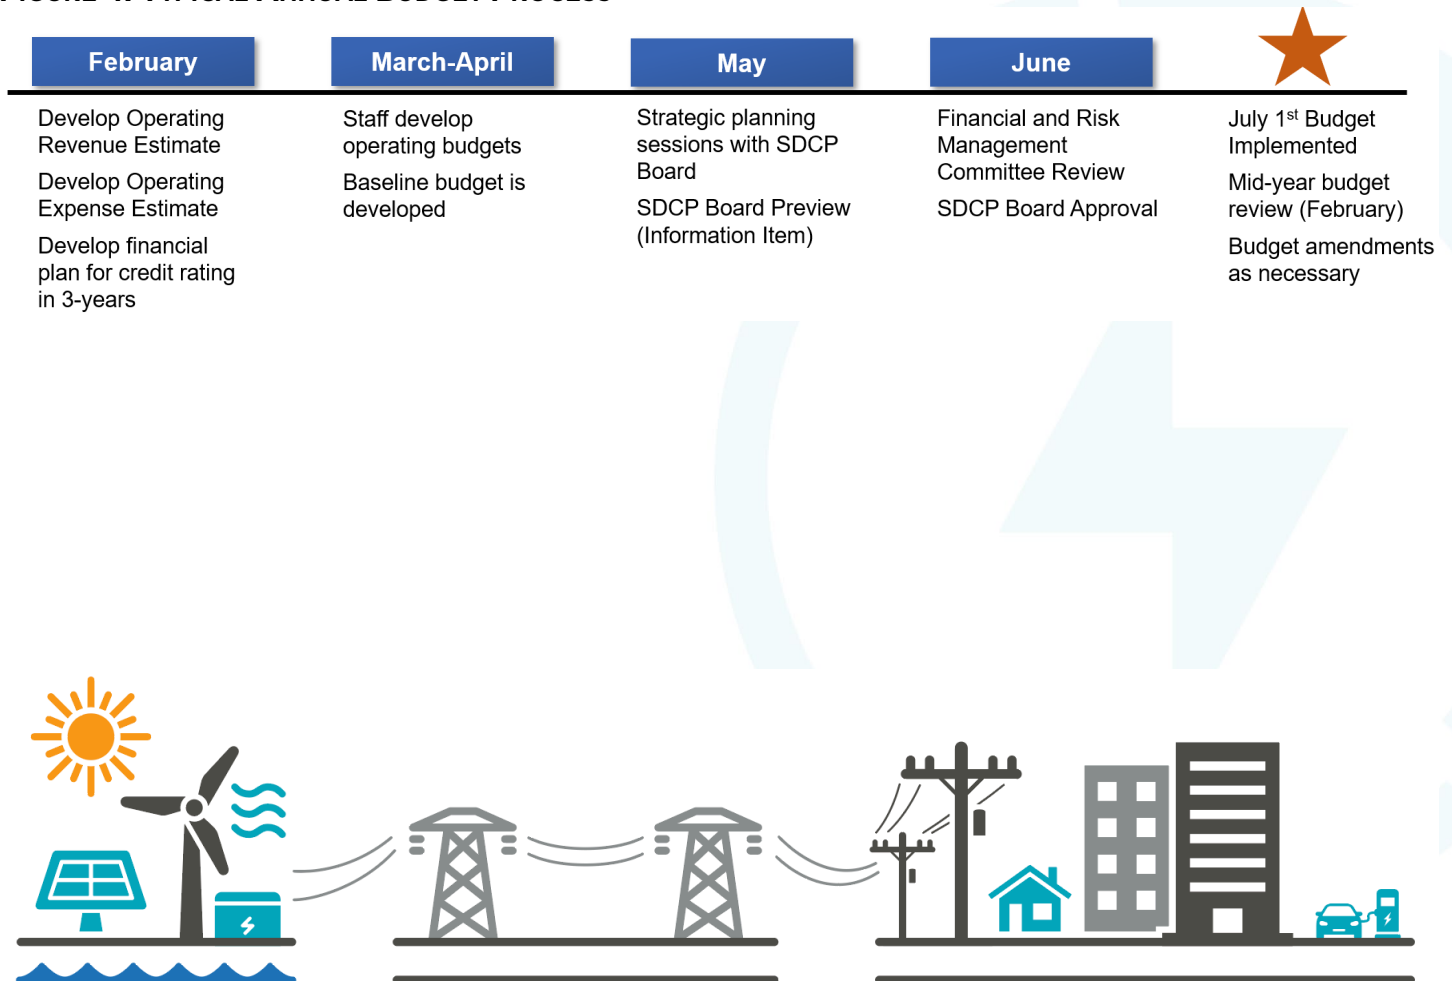 February
March-April
May
June
Develop Operating
Revenue Estimate
Develop Operating
Expense Estimate
Develop financial
plan for credit rating
in 3-years
Staff develop
operating budgets
Baseline budget is
developed
Strategic planning
sessions with SDCP
Board
SDCP Board Preview
(Information Item)
Financial and Risk
Management
Committee Review
SDCP Board Approval
July 1st Budget
Implemented
Mid-year budget
review (February)
Budget amendments
as necessary